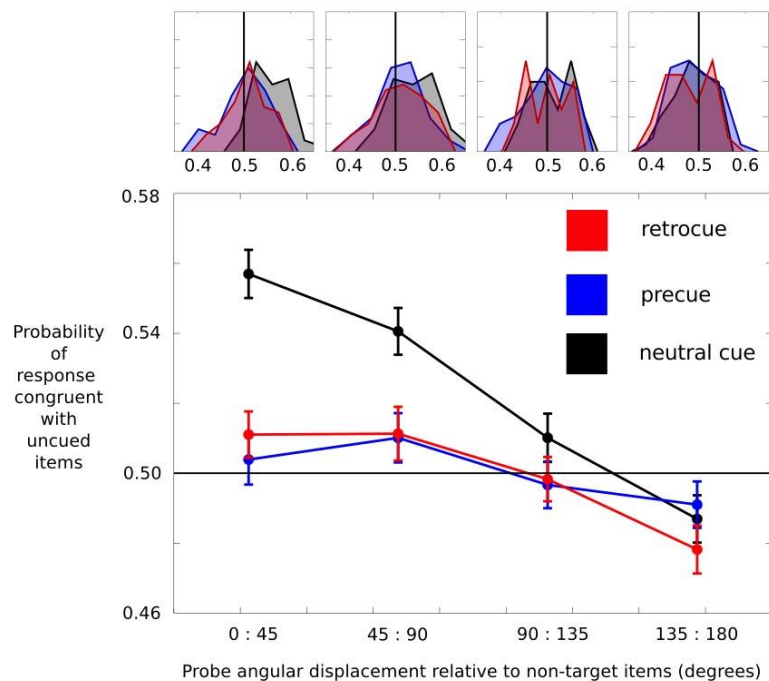 0.4 0.5 0.6
0.4 0.5 0.6
0.4 0.5 0.6
0.4 0.5 0.6
0.58
0.54
0.50
0.46
Probability
of
response
congruent
with
uncued
items
retrocue
precue
neutral cue
0 : 45
45 : 90
90 : 135
135 : 180
Probe angular displacement relative to non-target items (degrees)